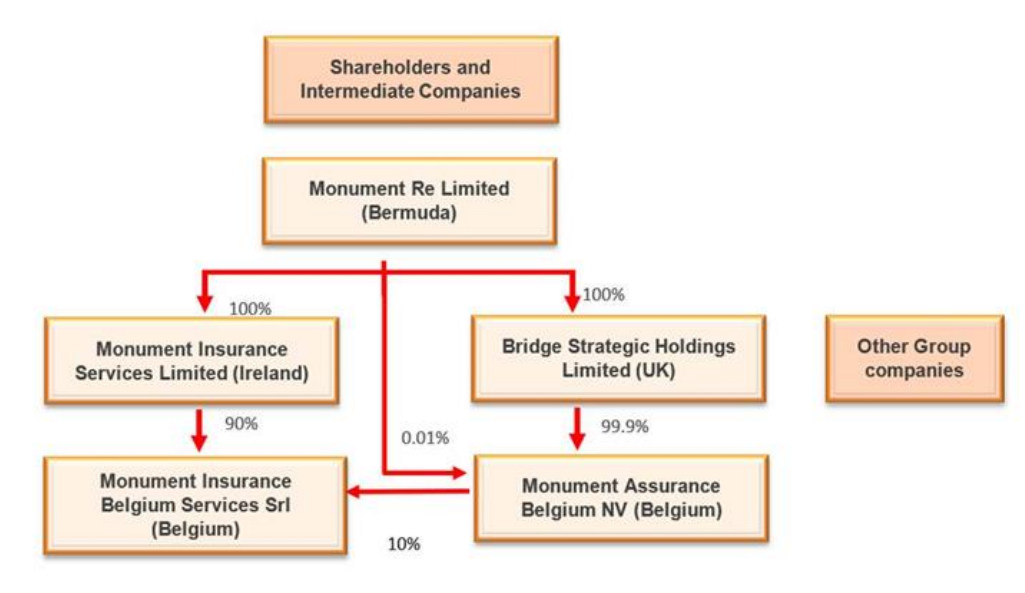 Shareholders and
Intermediate Companies
Monument Re Limited
(Bermuda)
100%
100%
Monument Insurance
Services Limited (Ireland)
Bridge Strategic Holdings
Limited (UK)
Other Group
companies
90%
0.01%
99.9%
Monument Insurance
Belgium Services Srl
(Belgium)
Monument Assurance
Belgium NV (Belgium)
10%